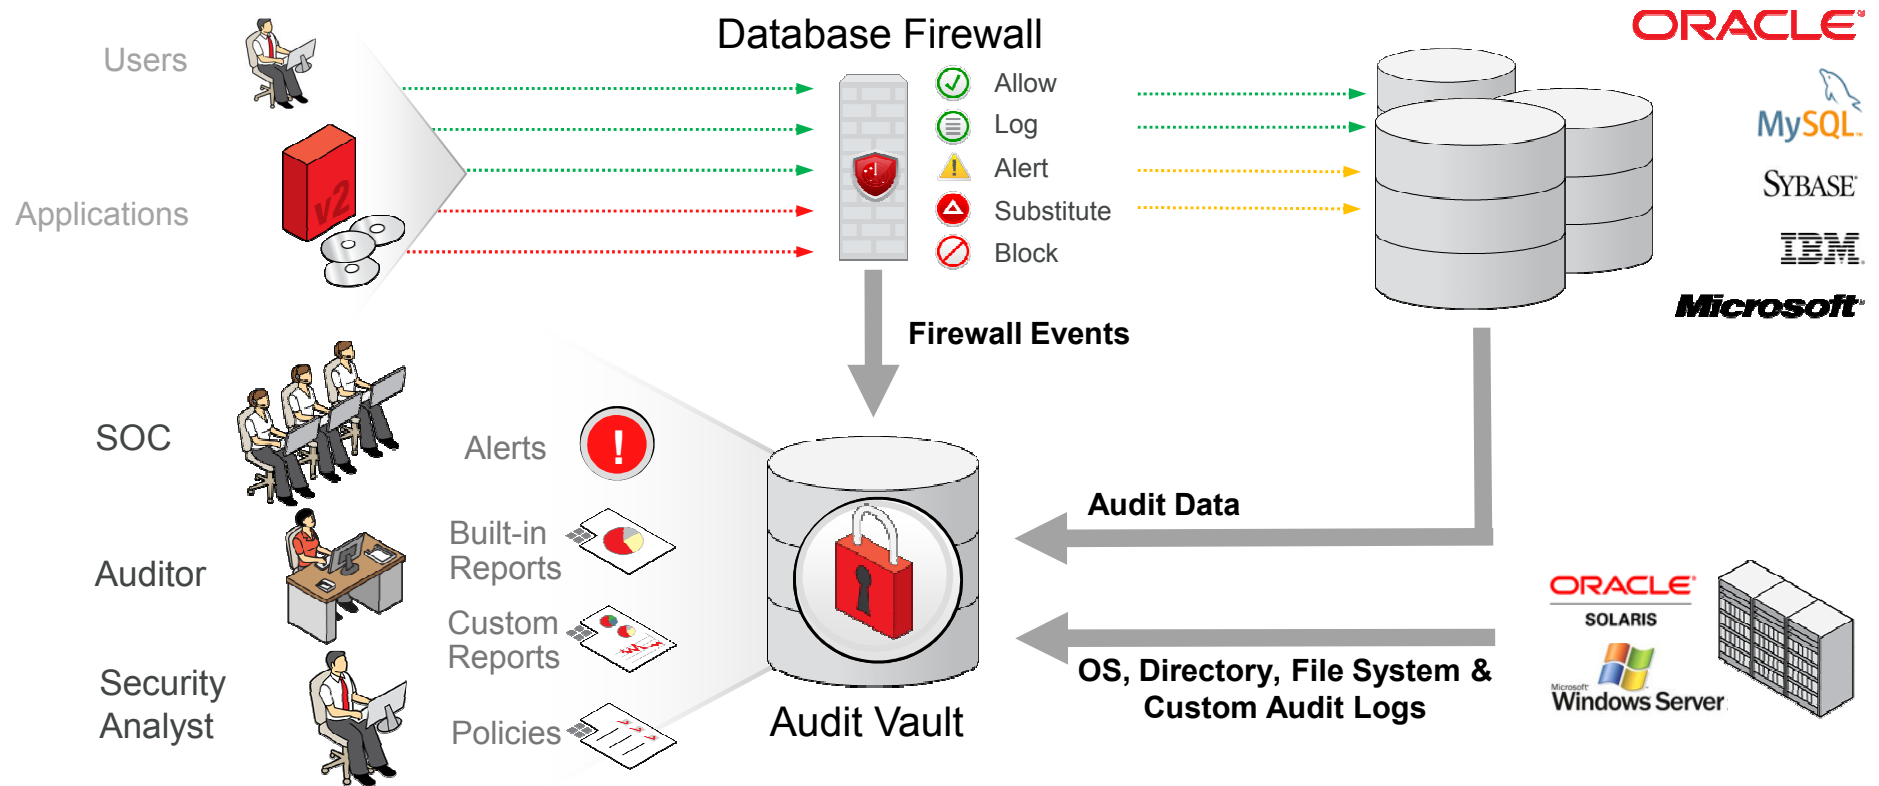 Database Firewall
ORACLE
Users
Applications
v2
Allow
Log
Alert
Substitute
Block
MySQL
SYBASE
IBM
Microsoft
Firewall Events
SOC
Auditor
Security
Analyst
Alerts
Built-in
Reports
Custom
Reports
Policies
!
Audit Vault
Audit Data
OS, Directory, File System &
Custom Audit Logs
ORACLE
SOLARIS
Microsoft
Windows Server